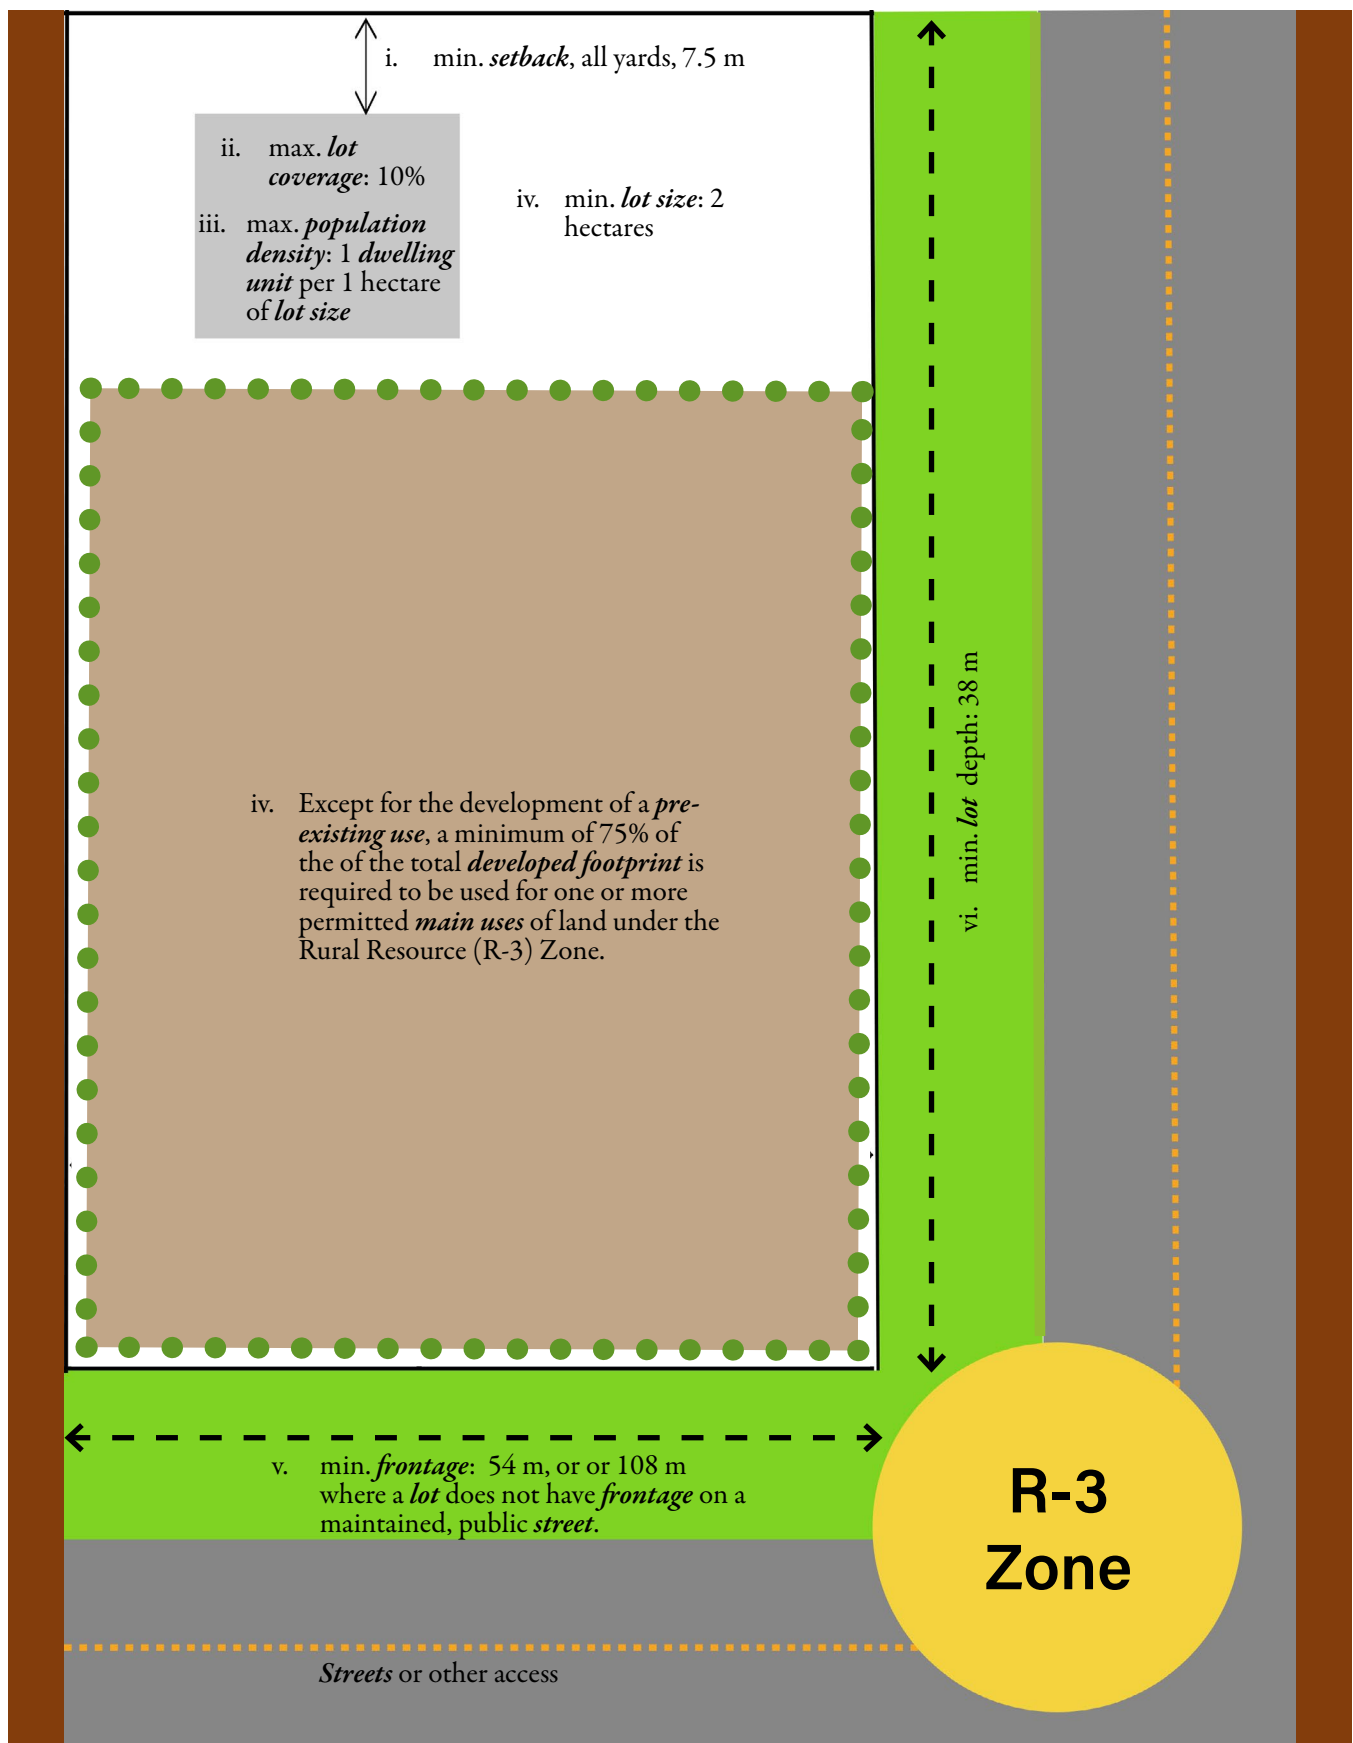 i. min. setback, all yards, 7.5 m
ii. max. lot
coverage: 10%
iii. max. population
density: 1 dwelling
unit per 1 hectare
of lot size
iv. min. lot size: 2
hectares
iv. Except for the development of a pre-
existing use, a minimum of 75% of
the of the total developed footprint is
required to be used for one or more
permitted main uses of land under the
Rural Resource (R-3) Zone.
vi. min. lot depth: 38 m
v. min. frontage: 54 m, or or 108 m
where a lot does not have frontage on a
maintained, public street.
R-3
Zone
Streets or other access